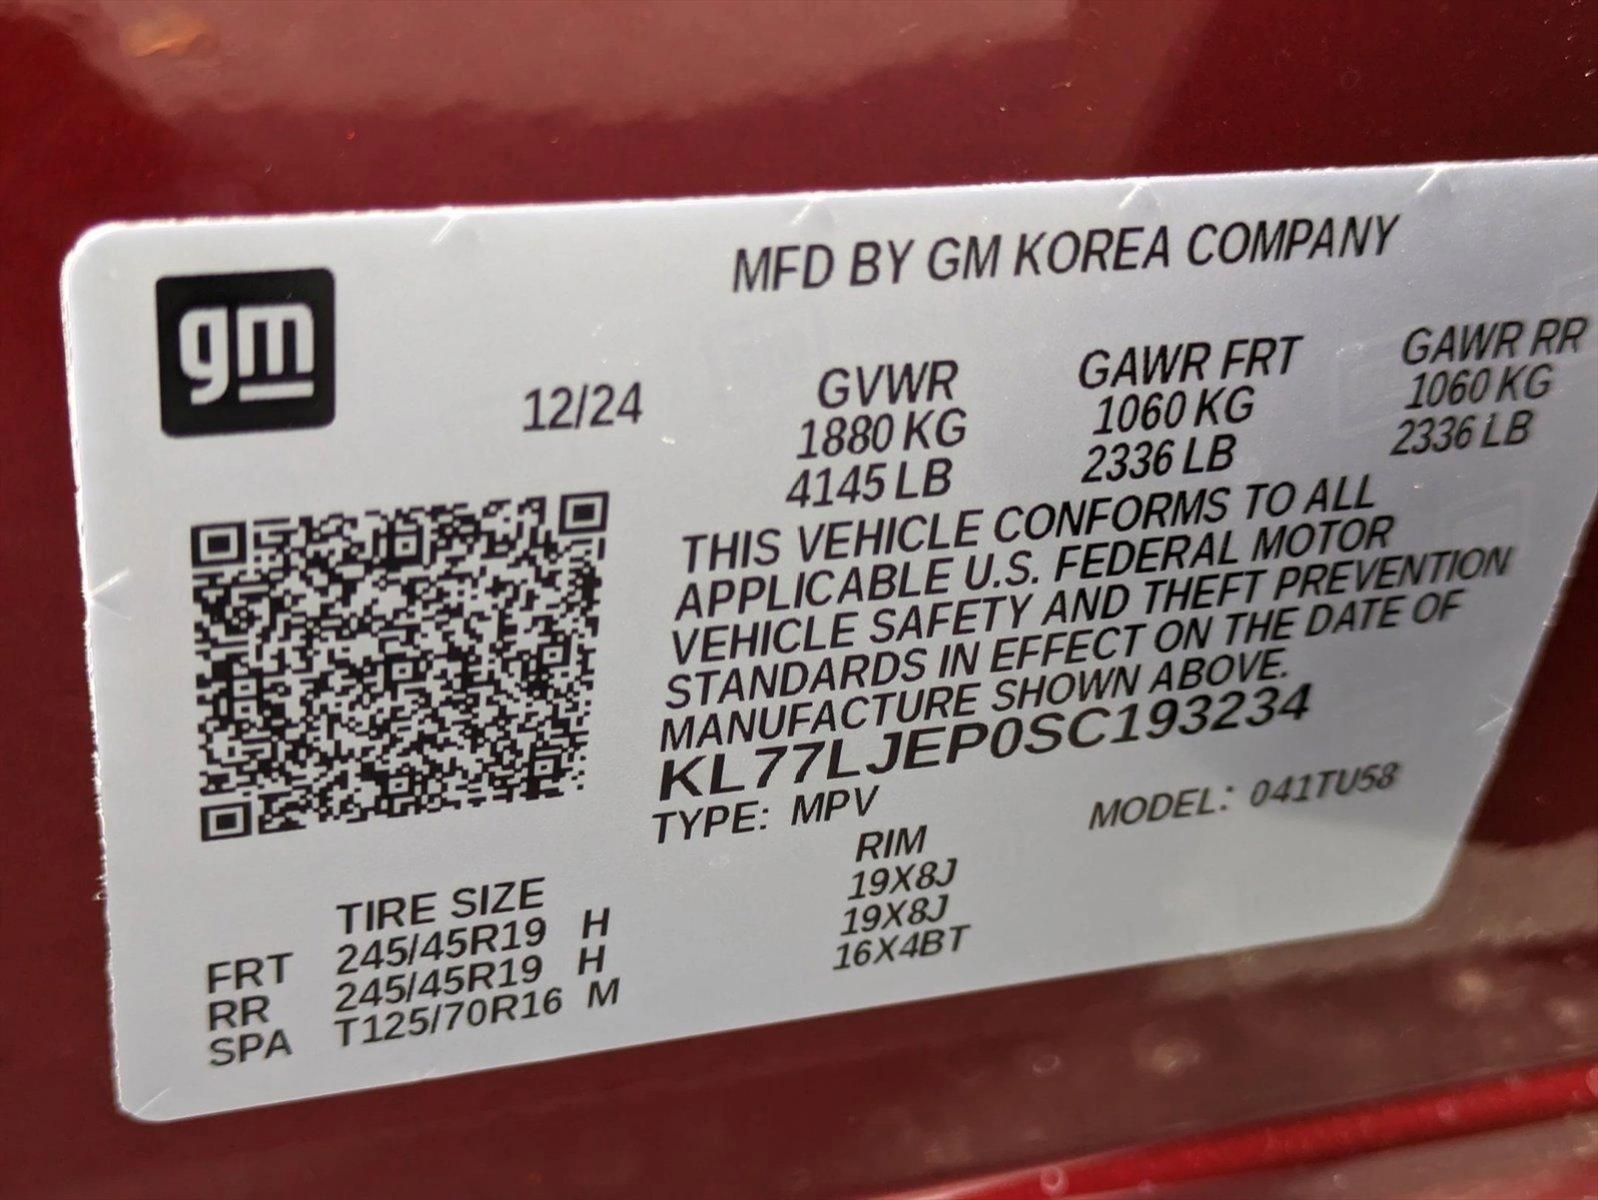 gm
MFD BY GM KOREA COMPANY
12/24
GVWR GAWR FRT GAWR RR
1880 KG 1060 KG 1060 KG
4145 LB 2336 LB 2336 LB
THIS VEHICLE CONFORMS TO ALL
APPLICABLE U.S. FEDERAL MOTOR
VEHICLE SAFETY AND THEFT PREVENTION
STANDARDS IN EFFECT ON THE DATE OF
MANUFACTURE SHOWN ABOVE.
KL77LJEP0SC193234
TYPE: MPV MODEL: 041TU58
TIRE SIZE RIM
FRT 245/45R19 H 19X8J
RR 245/45R19 H 19X8J
SPA T125/70R16 M 16X4BT